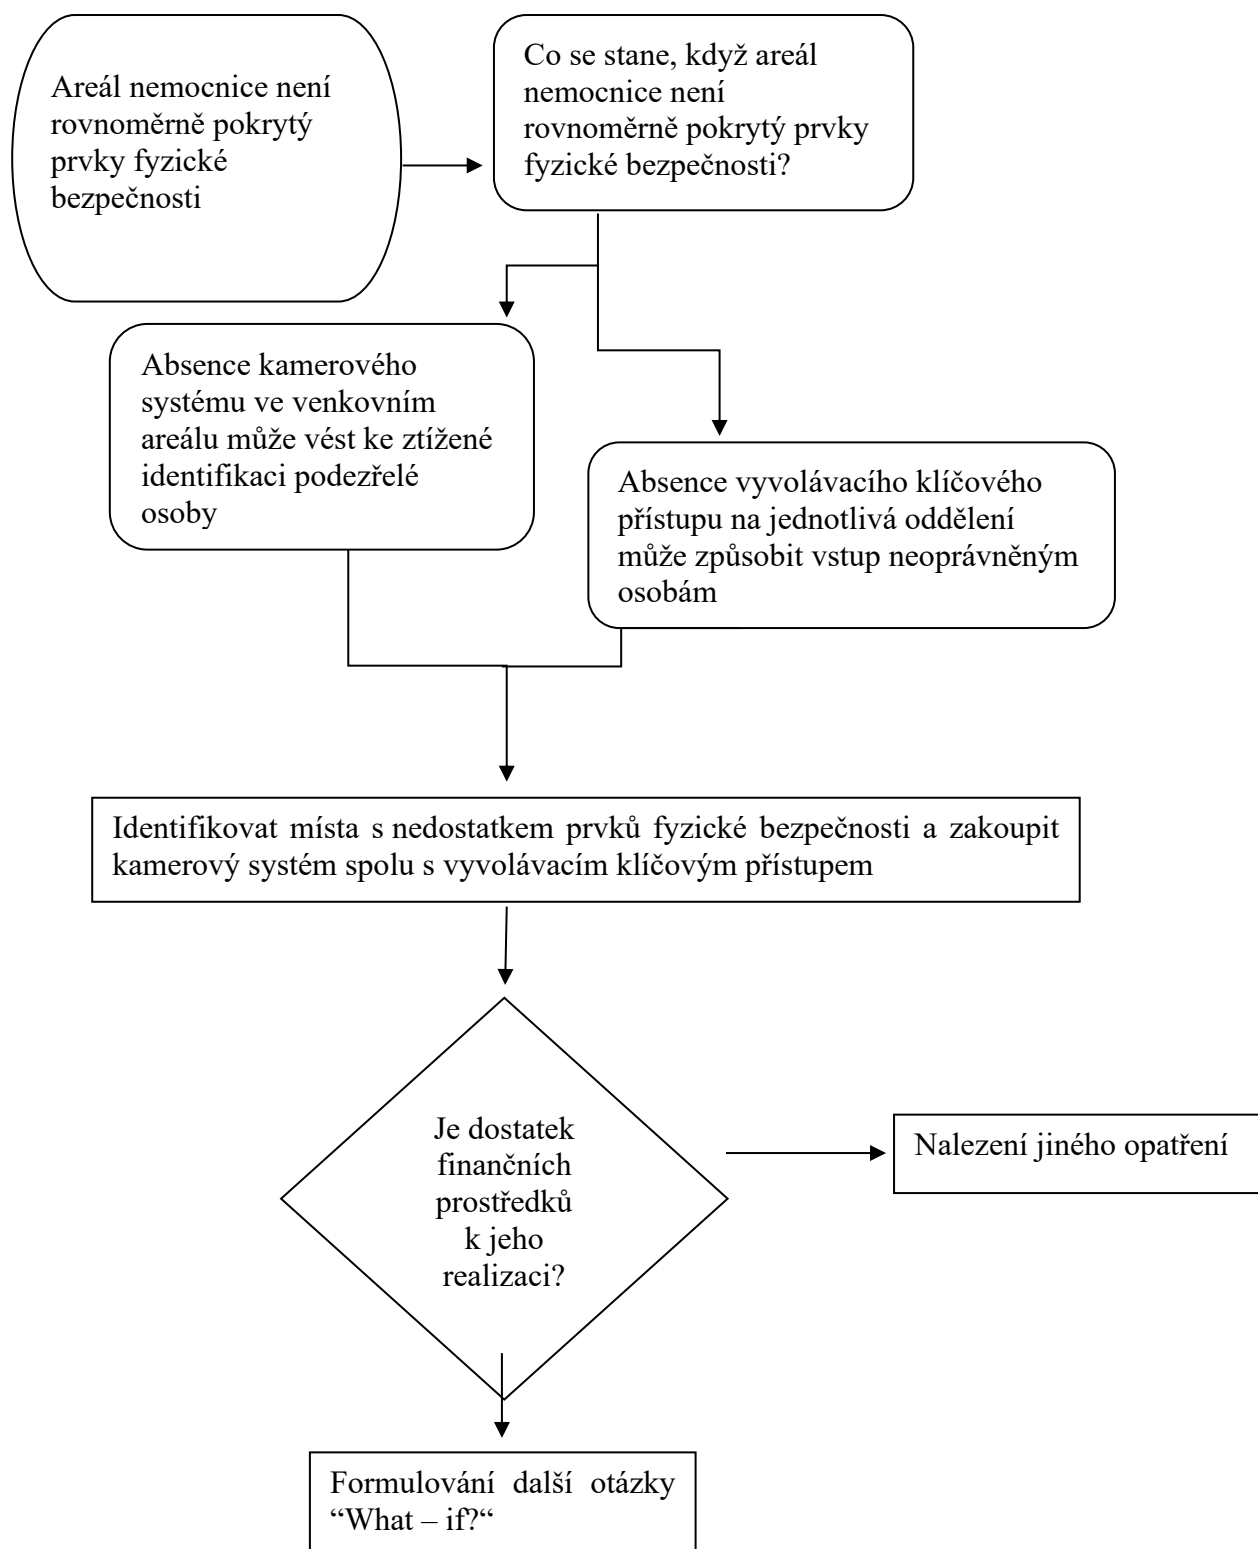 Areál nemocnice není
rovnoměrně pokrytý
prvky fyzické
bezpečnosti
Co se stane, když areál
nemocnice není
rovnoměrně pokrytý prvky
fyzické bezpečnosti?
Absence kamerového
systému ve venkovním
areálu může vést ke ztížené
identifikaci podezřelé
osoby
Absence vyvolávacího klíčového
přístupu na jednotlivá oddělení
může způsobit vstup neoprávněným
osobám
Identifikovat místa s nedostatkem prvků fyzické bezpečnosti a zakoupit
kamerový systém spolu s vyvolávacím klíčovým přístupem
Je dostatek
finančních
prostředků
k jeho
realizaci?
Nalezení jiného opatření
Formulování další otázky
“What – if?“